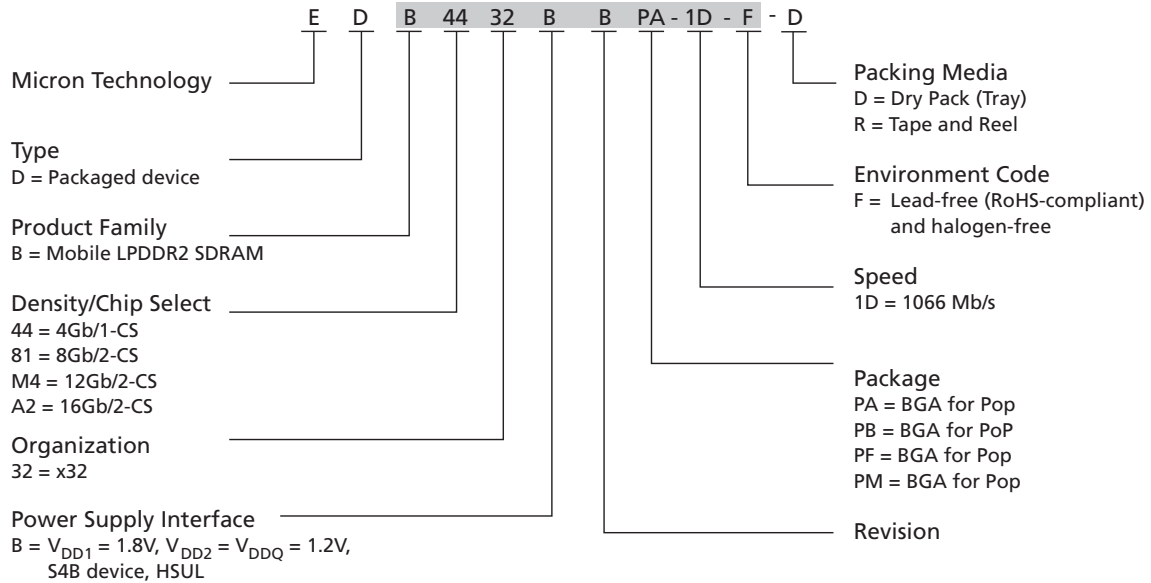 E D B 44 32 B B PA - 1D - F - D
Micron Technology
Type
D = Packaged device
Product Family
B = Mobile LPDDR2 SDRAM
Density/Chip Select
44 = 4Gb/1-CS
81 = 8Gb/2-CS
M4 = 12Gb/2-CS
A2 = 16Gb/2-CS
Organization
32 = x32
Power Supply Interface
B = VDD1 = 1.8V, VDD2 = VDDQ = 1.2V,
S4B device, HSUL
Packing Media
D = Dry Pack (Tray)
R = Tape and Reel
Environment Code
F = Lead-free (RoHS-compliant)
and halogen-free
Speed
1D = 1066 Mb/s
Package
PA = BGA for Pop
PB = BGA for PoP
PF = BGA for Pop
PM = BGA for Pop
Revision